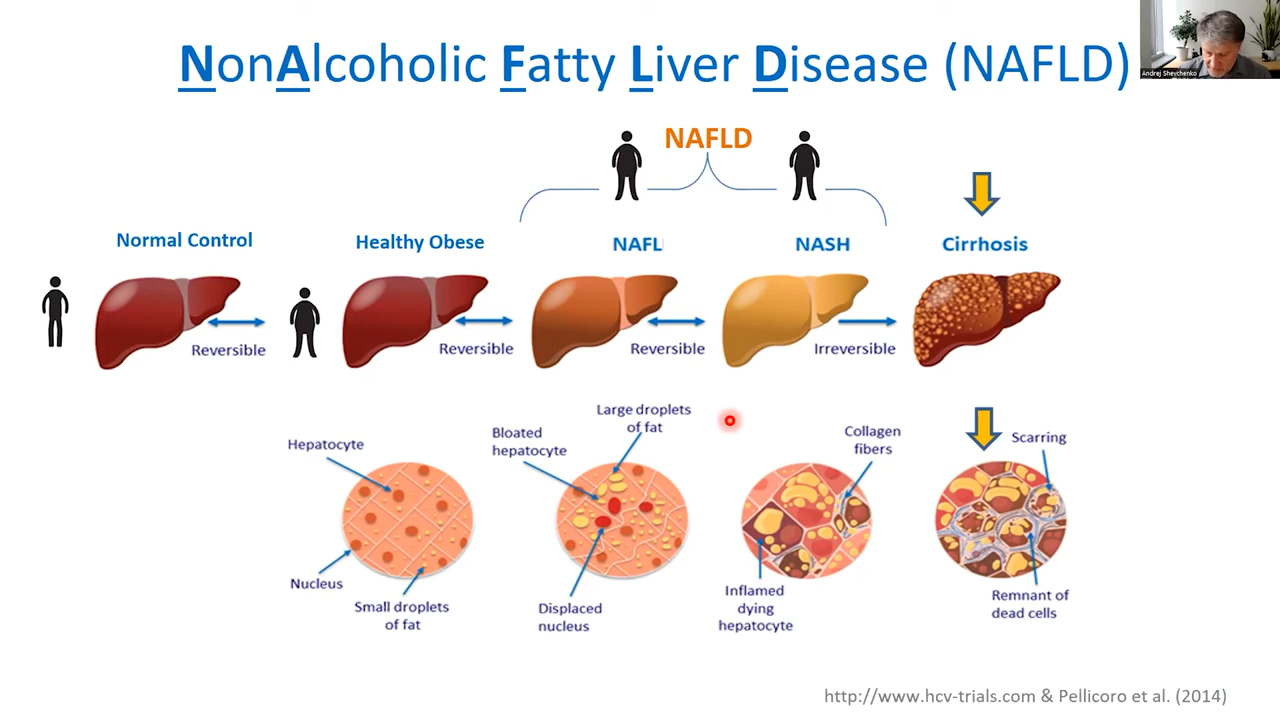 NonAlcoholic Fatty Liver Disease (NAFLD)
Andrej Shevchenko
NAFLD
Normal Control
Healthy Obese
NAFL
NASH
Cirrhosis
Reversible
Reversible
Reversible
Irreversible
Hepatocyte
Nucleus
Small droplets
of fat
Bloated
hepatocyte
Large droplets
of fat
Displaced
nucleus
Collagen
fibers
Inflamed
dying
hepatocyte
Scarring
Remnant of
dead cells
http://www.hcv-trials.com & Pellicoro et al. (2014)